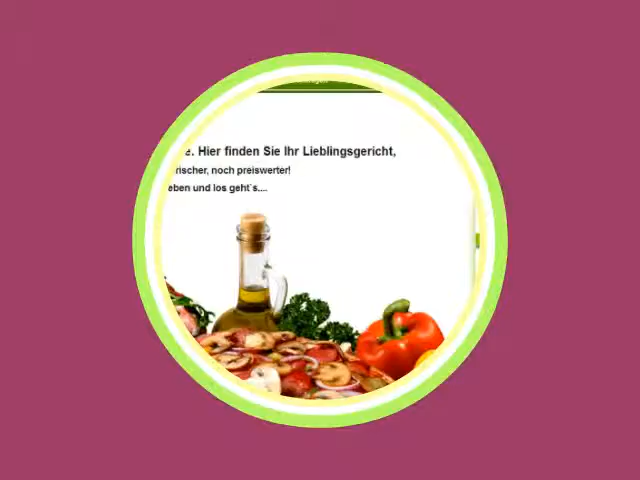 e. Hier finden Sie Ihr Lieblingsgericht,
rischer, noch preiswerter!
eben und los geht`s....